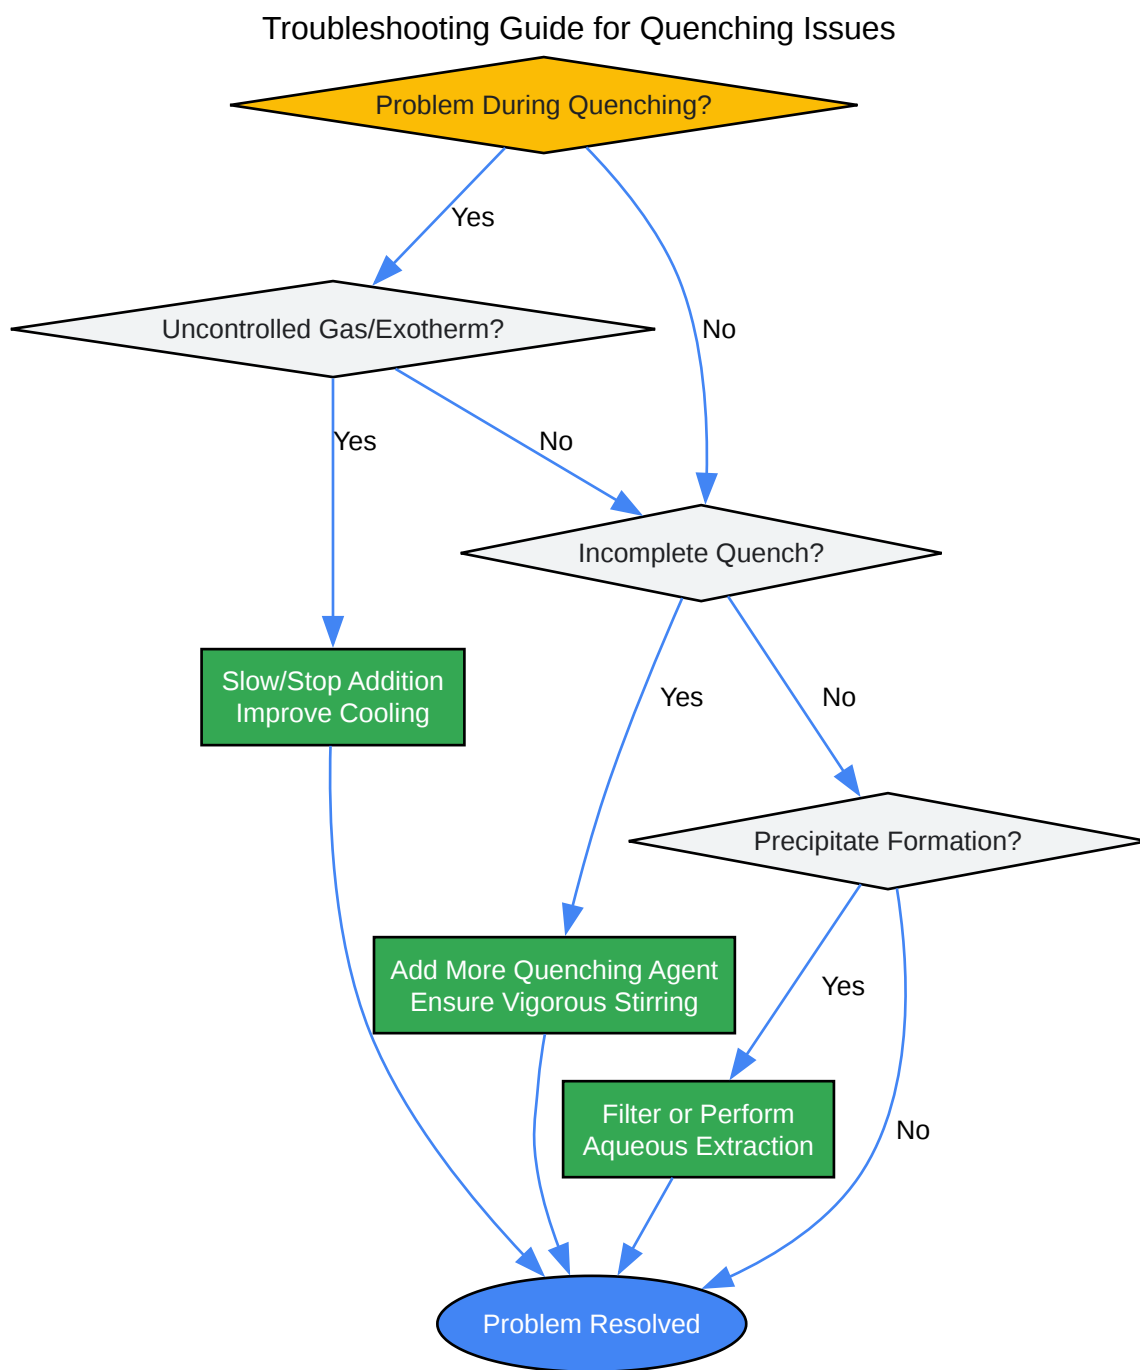 Troubleshooting Guide for Quenching Issues
Problem During Quenching?
Yes
No
Uncontrolled Gas/Exotherm?
Yes
No
Incomplete Quench?
Yes
No
Slow/Stop Addition
Improve Cooling
Precipitate Formation?
Yes
No
Add More Quenching Agent
Ensure Vigorous Stirring
Filter or Perform
Aqueous Extraction
Problem Resolved